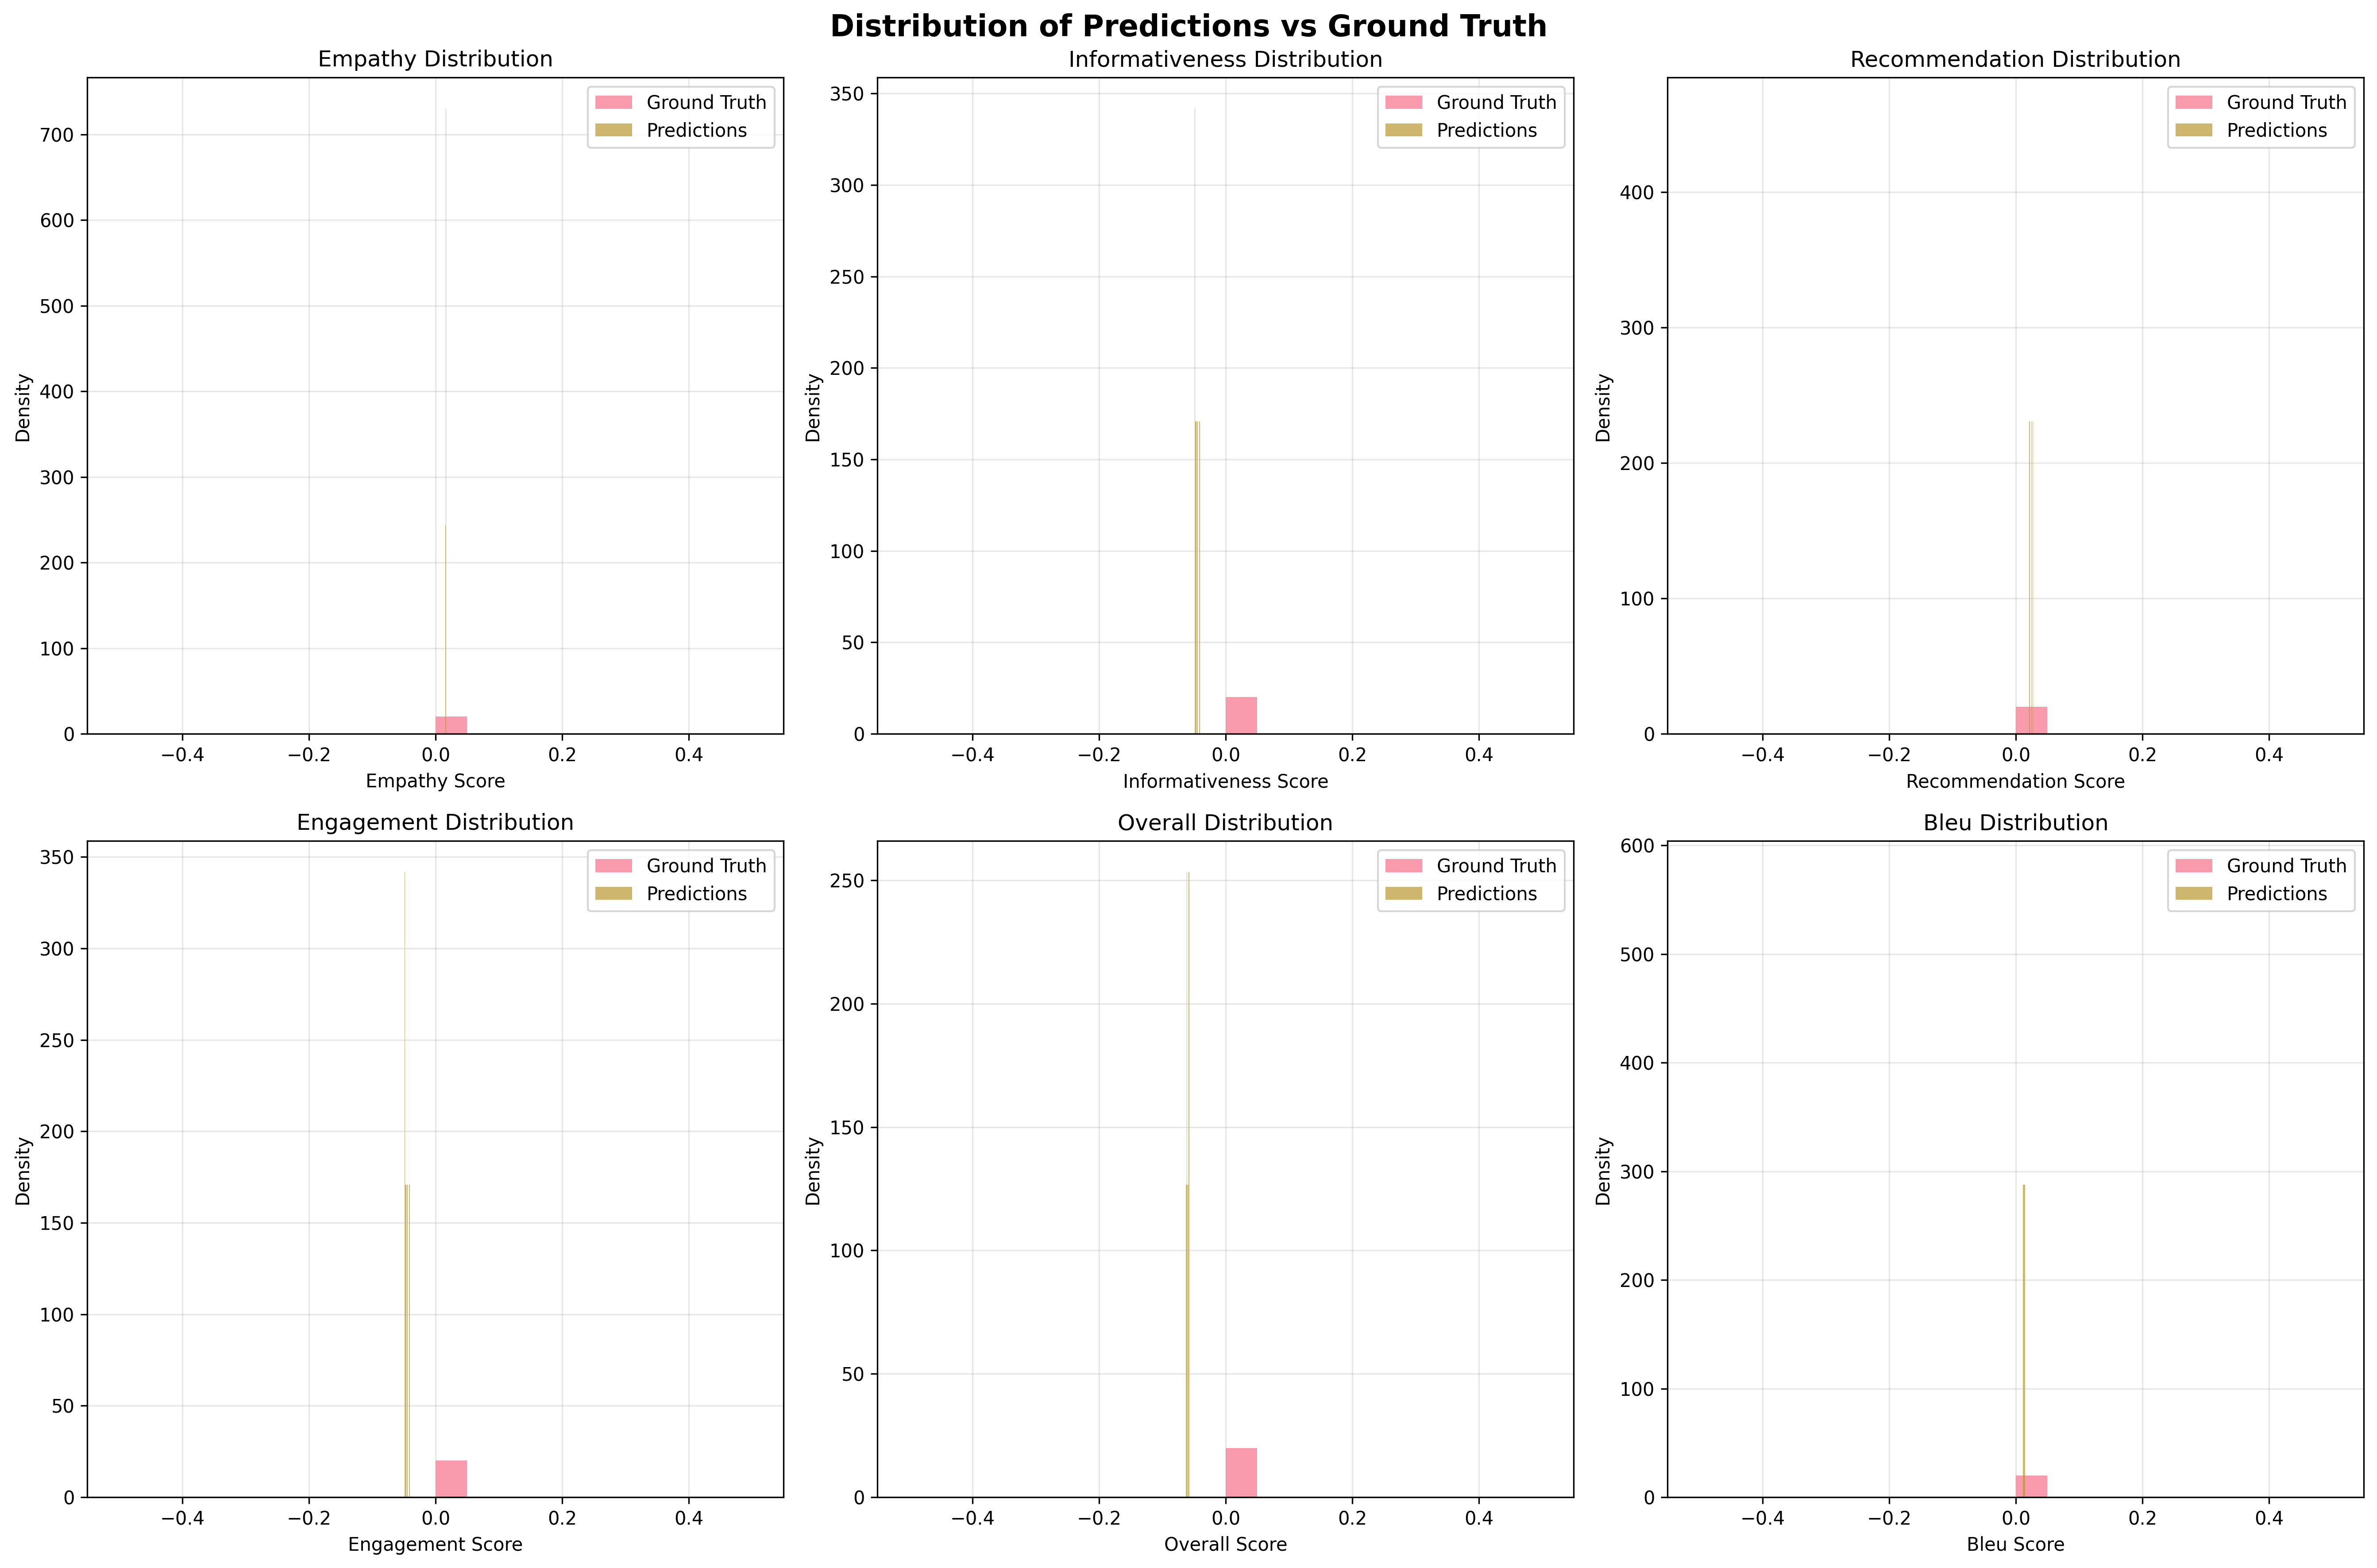 Distribution of Predictions vs Ground Truth
Empathy Distribution
Ground Truth
Predictions
Density
700
600
500
400
300
200
100
0
−0.4 −0.2 0.0 0.2 0.4
Empathy Score
Informativeness Distribution
Ground Truth
Predictions
Density
350
300
250
200
150
100
50
0
−0.4 −0.2 0.0 0.2 0.4
Informativeness Score
Recommendation Distribution
Ground Truth
Predictions
Density
400
300
200
100
0
−0.4 −0.2 0.0 0.2 0.4
Recommendation Score
Engagement Distribution
Ground Truth
Predictions
Density
350
300
250
200
150
100
50
0
−0.4 −0.2 0.0 0.2 0.4
Engagement Score
Overall Distribution
Ground Truth
Predictions
Density
250
200
150
100
50
0
−0.4 −0.2 0.0 0.2 0.4
Overall Score
Bleu Distribution
Ground Truth
Predictions
Density
600
500
400
300
200
100
0
−0.4 −0.2 0.0 0.2 0.4
Bleu Score